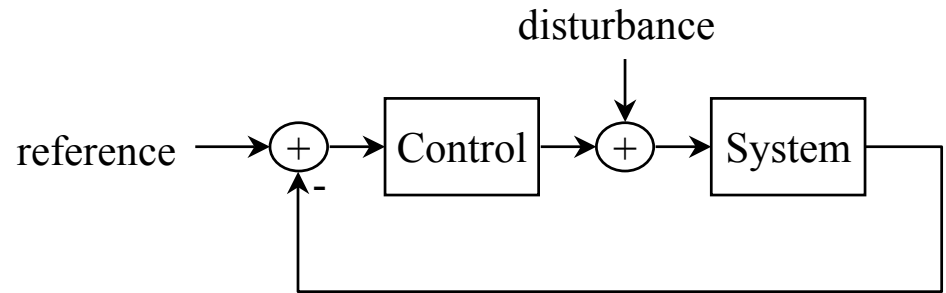 disturbance
reference + Control + System
-